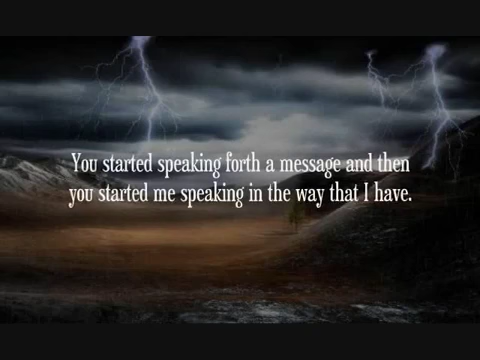 You started speaking forth a message and then
you started me speaking in the way that I have.